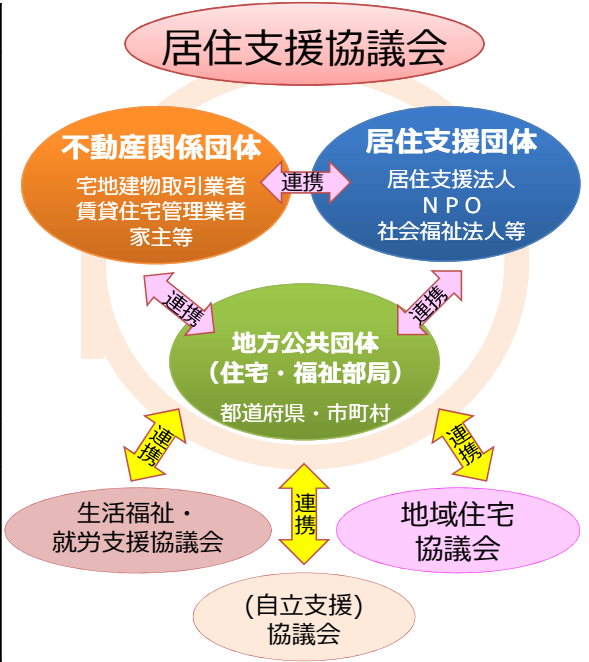 居住支援協議会
不動産関係団体
宅地建物取引業者
賃貸住宅管理業者
家主等
連携
居住支援団体
居住支援法人
ＮＰＯ
社会福祉法人等
連携
連携
地方公共団体
（住宅・福祉部局）
都道府県・市町村
連携
連携
連携
生活福祉・
就労支援協議会
地域住宅
協議会
(自立支援)
協議会